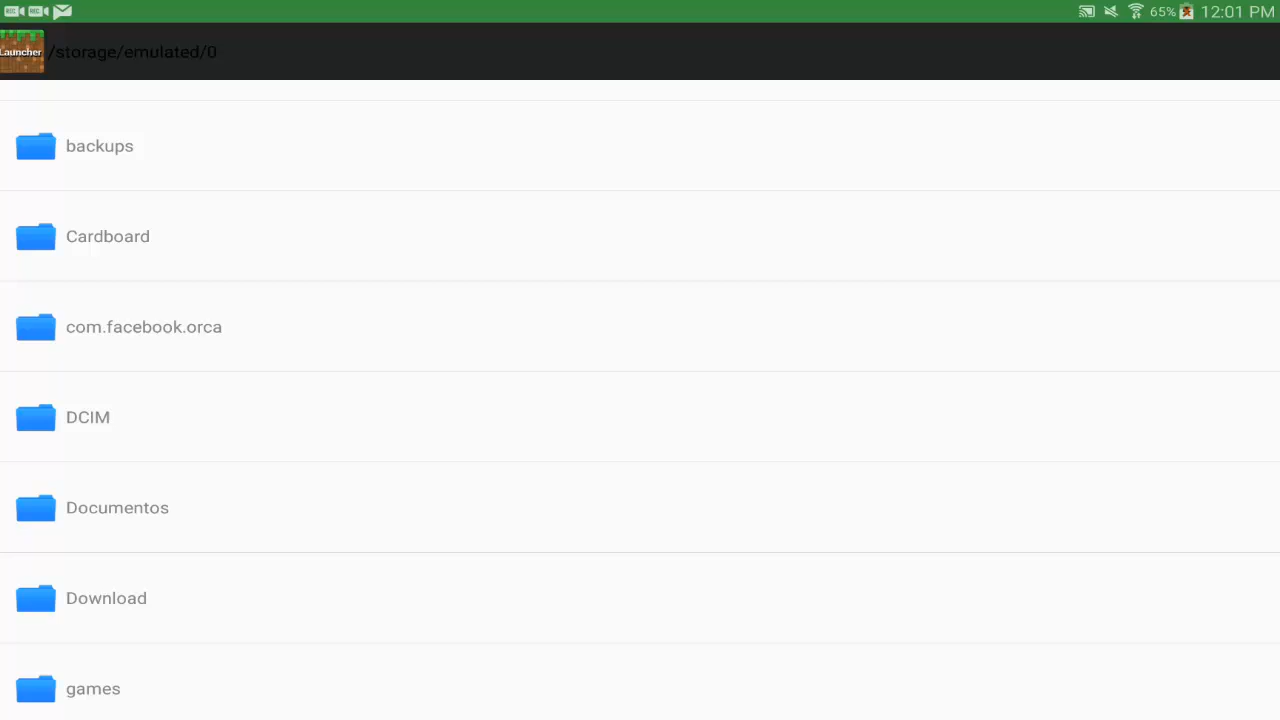 65% 12:01 PM
Launcher /storage/emulated/0
backups
Cardboard
com.facebook.orca
DCIM
Documentos
Download
games